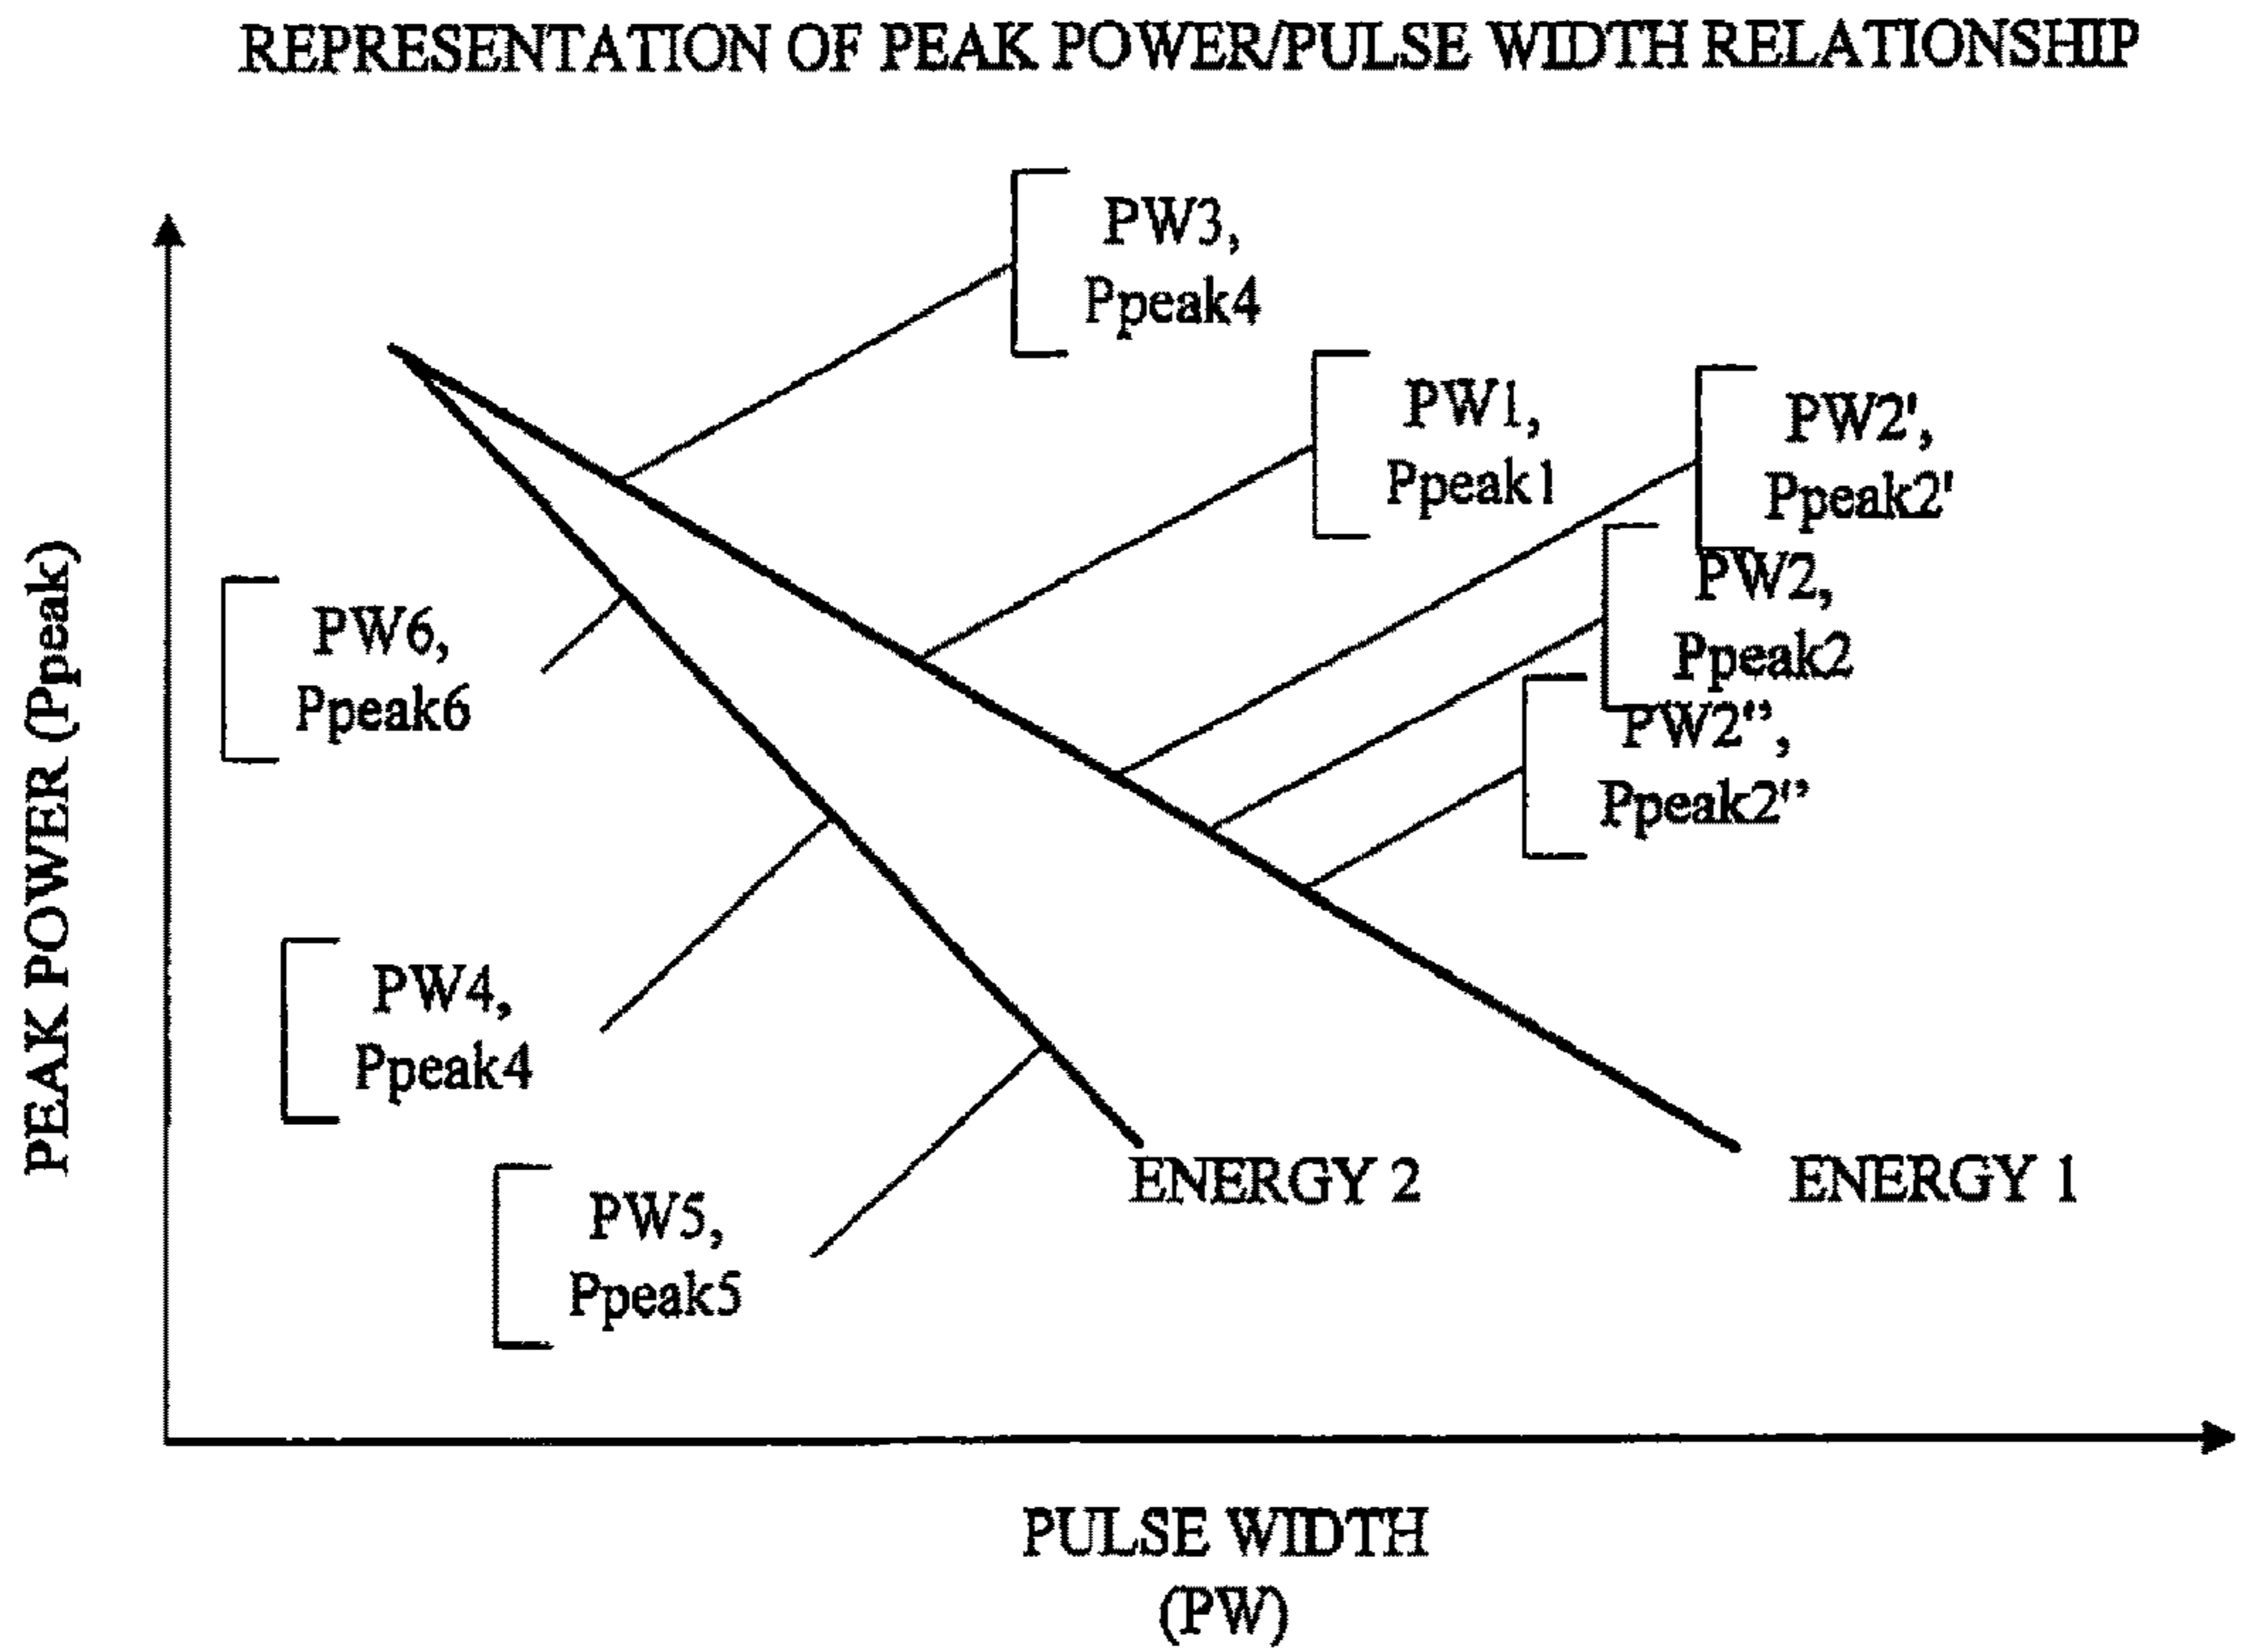 REPRESENTATION OF PEAK POWER/PULSE WIDTH RELATIONSHIP
PW3,
Ppeak4
PW1,
Ppeak1
PW2',
Ppeak2'
PW2,
Ppeak2
PW2'',
Ppeak2''
PW6,
Ppeak6
PW4,
Ppeak4
PW5,
Ppeak5
ENERGY 2
ENERGY 1
PEAK POWER (Ppeak)
PULSE WIDTH
(PW)